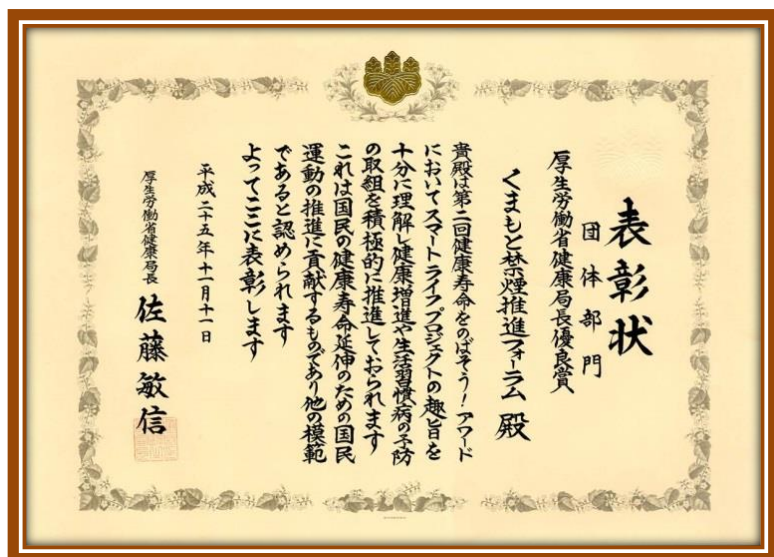 表彰状
団体部門
厚生労働省健康局長優良賞
くまもと禁煙推進フォーラム 殿
貴殿は第二回健康寿命をのばそう!アワード
においてスマートライフプロジェクトの趣旨を
十分に理解し健康増進や生活習慣病の予防
の取組を積極的に推進しておられます
これは国民の健康寿命延伸のための国民
運動の推進に貢献するものであり他の模範
であると認められます
よってここに表彰します
平成二十五年十一月十一日
厚生労働省健康局長 佐藤敏信